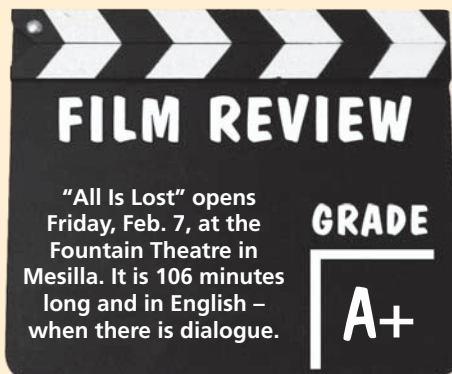 FILM REVIEW
"All Is Lost" opens
Friday, Feb. 7, at the
Fountain Theatre in
Mesilla. It is 106 minutes
long and in English –
when there is dialogue.
GRADE
A+